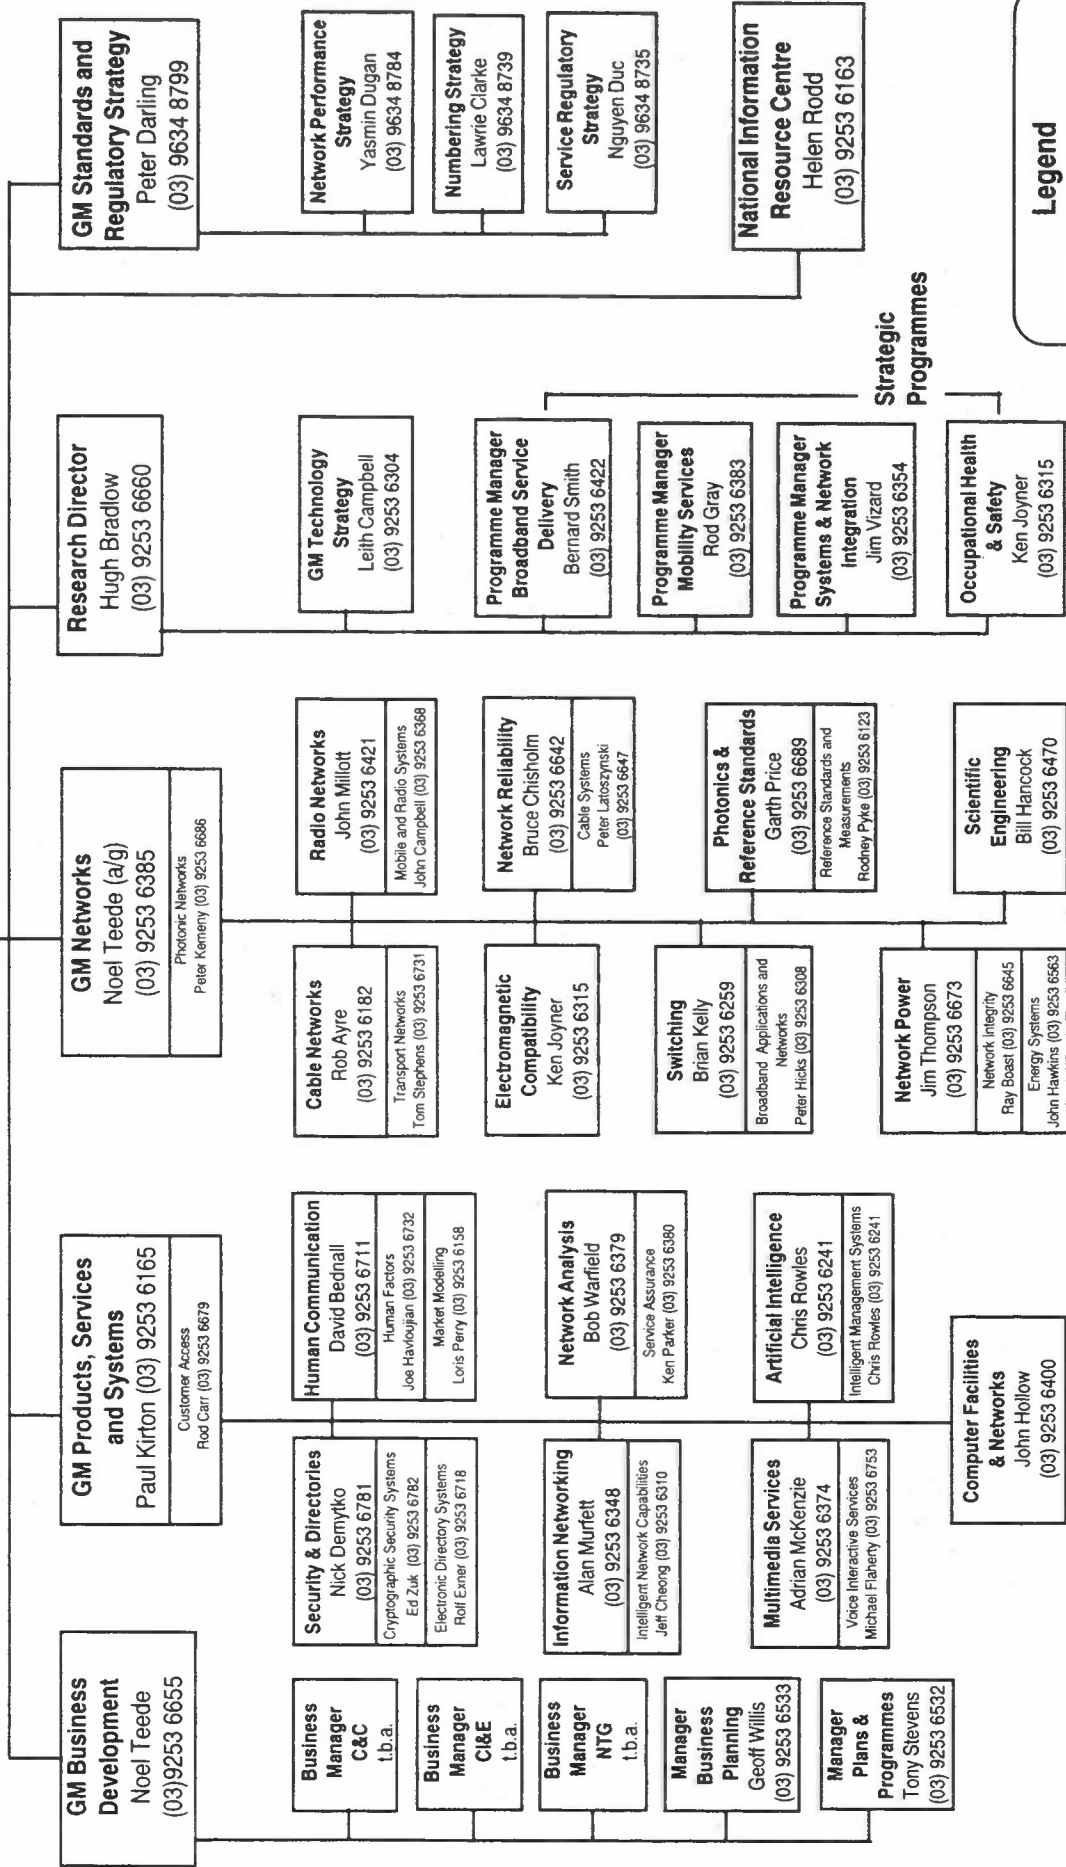 GM Business
Development
Noel Teede
(03)9253 6655
Business
Manager
C&C
t.b.a.
Business
Manager
CI&E
t.b.a.
Business
Manager
NTG
t.b.a.
Manager
Business
Planning
Geoff Willis
(03) 9253 6533
Manager
Plans &
Programmes
Tony Stevens
(03) 9253 6532
GM Products, Services
and Systems
Paul Kirton (03) 9253 6165
Customer Access
Rod Carr (03) 9253 6679
Security & Directories
Nick Demytko
(03) 9253 6781
Cryptographic Security Systems
Ed Zuk (03) 9253 6782
Electronic Directory Systems
Rolf Exner (03) 9253 6718
Human Communication
David Bednall
(03) 9253 6711
Human Factors
Joe Havloujian (03) 9253 6732
Market Modelling
Loris Perry (03) 9253 6158
Information Networking
Alan Murfett
(03) 9253 6348
Intelligent Network Capabilities
Jeff Cheong (03) 9253 6310
Network Analysis
Bob Warfield
(03) 9253 6379
Service Assurance
Ken Parker (03) 9253 6380
Multimedia Services
Adrian McKenzie
(03) 9253 6374
Voice Interactive Services
Michael Flaherty (03) 9253 6753
Artificial Intelligence
Chris Rowles
(03) 9253 6241
Intelligent Management Systems
Chris Rowles (03) 9253 6241
Computer Facilities
& Networks
John Hollow
(03) 9253 6400
GM Networks
Noel Teede (a/g)
(03) 9253 6385
Photonic Networks
Peter Kemeny (03) 9253 6686
Cable Networks
Rob Ayre
(03) 9253 6182
Transport Networks
Tom Stephens (03) 9253 6731
Radio Networks
John Millott
(03) 9253 6421
Mobile and Radio Systems
John Campbell (03) 9253 6368
Electromagnetic
Compatibility
Ken Joyner
(03) 9253 6315
Network Reliability
Bruce Chisholm
(03) 9253 6642
Cable Systems
Peter Latoszynski
(03) 9253 6647
Switching
Brian Kelly
(03) 9253 6259
Broadband Applications and
Networks
Peter Hicks (03) 9253 6308
Photonics &
Reference Standards
Garth Price
(03) 9253 6689
Reference Standards and
Measurements
Rodney Pyke (03) 9253 6123
Network Power
Jim Thompson
(03) 9253 6673
Network Integrity
Ray Boast (03) 9253 6645
Energy Systems
John Hawkins (03) 9253 6563
Scientific
Engineering
Bill Hancock
(03) 9253 6470
Research Director
Hugh Bradlow
(03) 9253 6660
GM Technology
Strategy
Leith Campbell
(03) 9253 6304
Programme Manager
Broadband Service
Delivery
Bernard Smith
(03) 9253 6422
Programme Manager
Mobility Services
Rod Gray
(03) 9253 6383
Programme Manager
Systems & Network
Integration
Jim Vizard
(03) 9253 6354
Occupational Health
& Safety
Ken Joyner
(03) 9253 6315
Strategic
Programmes
GM Standards and
Regulatory Strategy
Peter Darling
(03) 9634 8799
Network Performance
Strategy
Yasmin Dugan
(03) 9634 8784
Numbering Strategy
Lawrie Clarke
(03) 9634 8739
Service Regulatory
Strategy
Nguyen Duc
(03) 9634 8735
National Information
Resource Centre
Helen Rodd
(03) 9253 6163
Legend